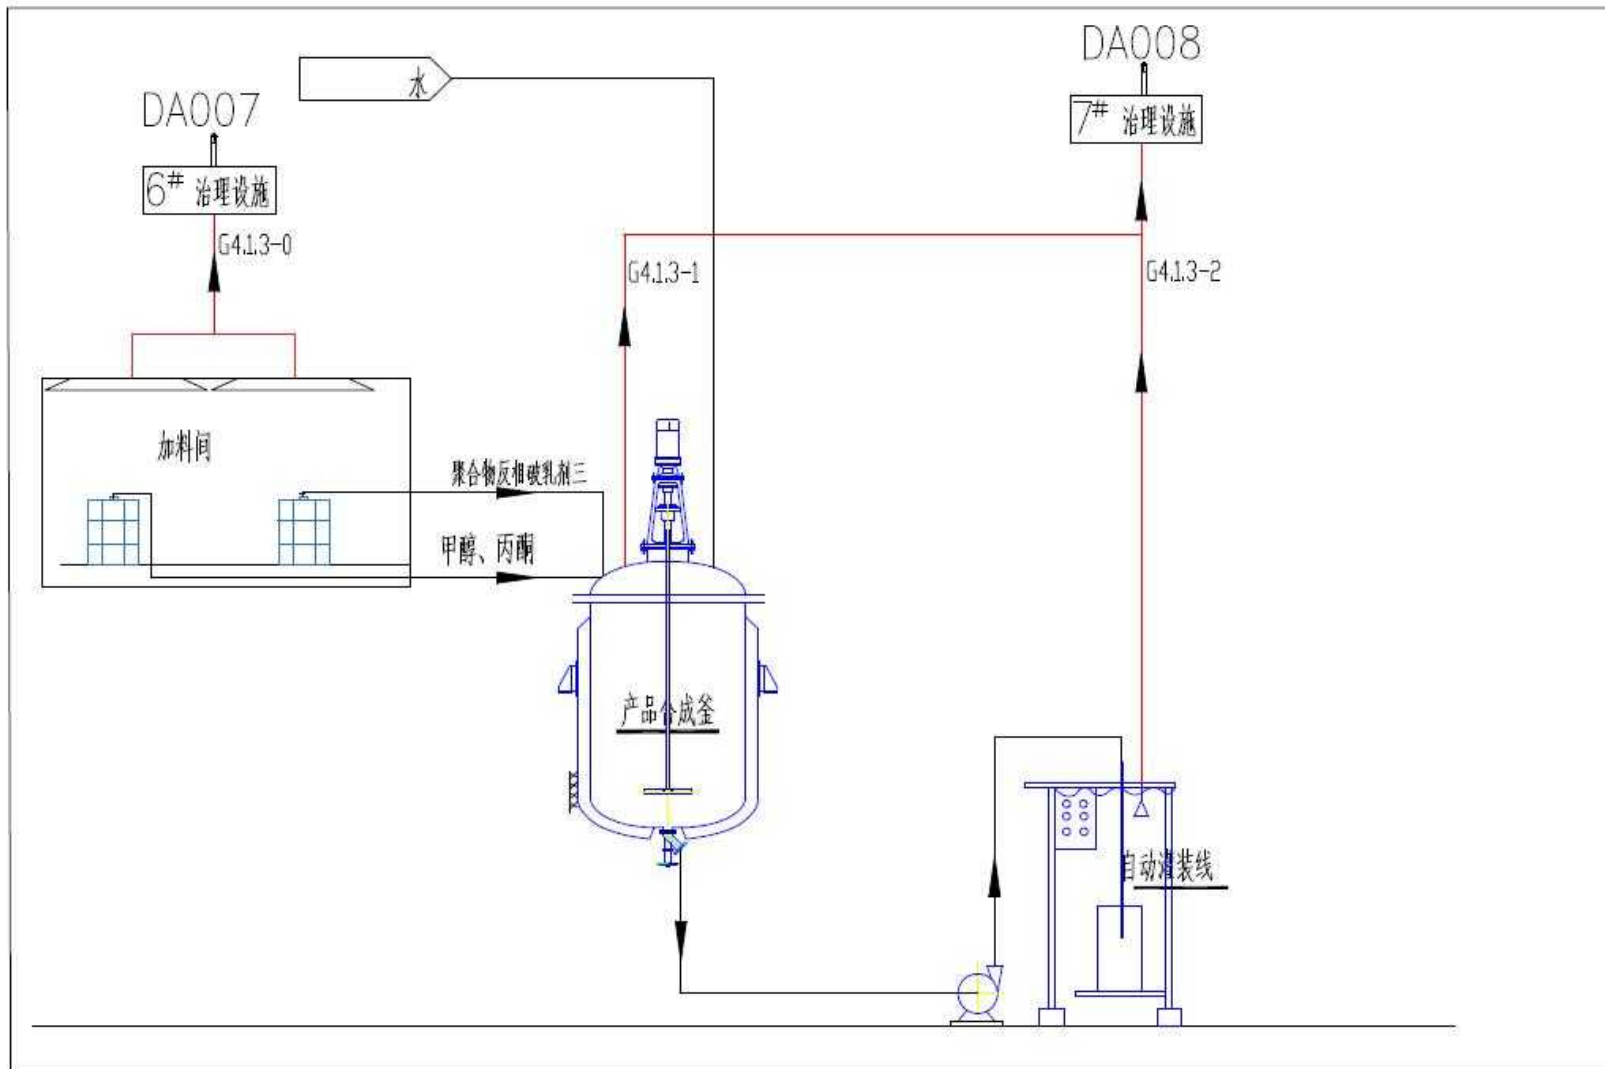 DA008
水
7# 治理设施
DA007
6# 治理设施
G4.1.3-0
G4.1.3-1
G4.1.3-2
加料间
聚合物反相破乳剂三
甲醇、丙酮
产品合成釜
自动灌装线